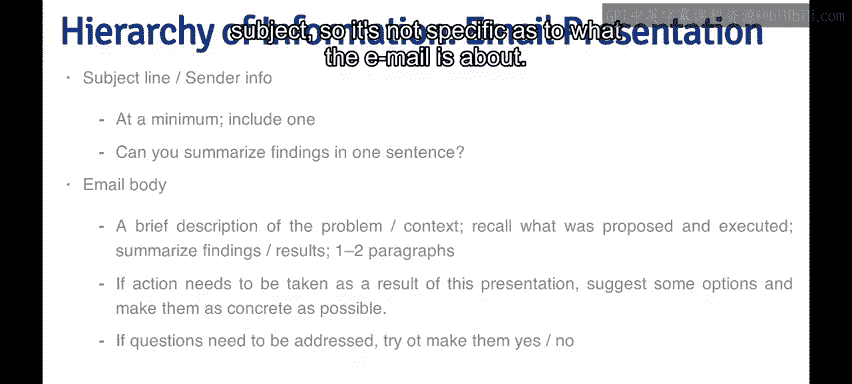 Hierarchy of Information: Email Presentation
subject, so it's not specific as to what
the e-mail is about.
· Subject line / Sender info
- At a minimum; include one
- Can you summarize findings in one sentence?
· Email body
- A brief description of the problem / context; recall what was proposed and executed;
summarize findings / results; 1–2 paragraphs
- If action needs to be taken as a result of this presentation, suggest some options and
make them as concrete as possible.
- If questions need to be addressed, try ot make them yes / no